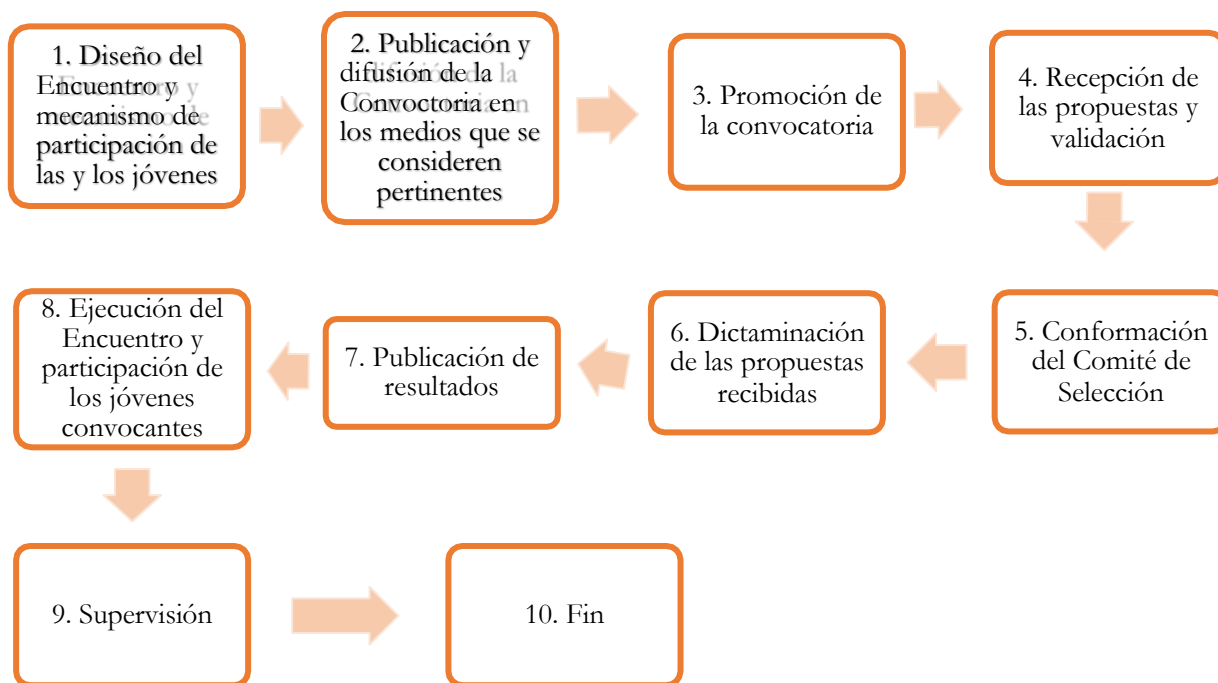 1. Diseño del
Encuentro y
mecanismo de
participación de
las y los jóvenes
2. Publicación y
difusión de la
Convoctoria en
los medios que se
consideren
pertinentes
3. Promoción de
la convocatoria
4. Recepción de
las propuestas y
validación
5. Conformación
del Comité de
Selección
6. Dictaminación
de las propuestas
recibidas
7. Publicación de
resultados
8. Ejecución del
Encuentro y
participación de
los jóvenes
convocantes
9. Supervisión
10. Fin